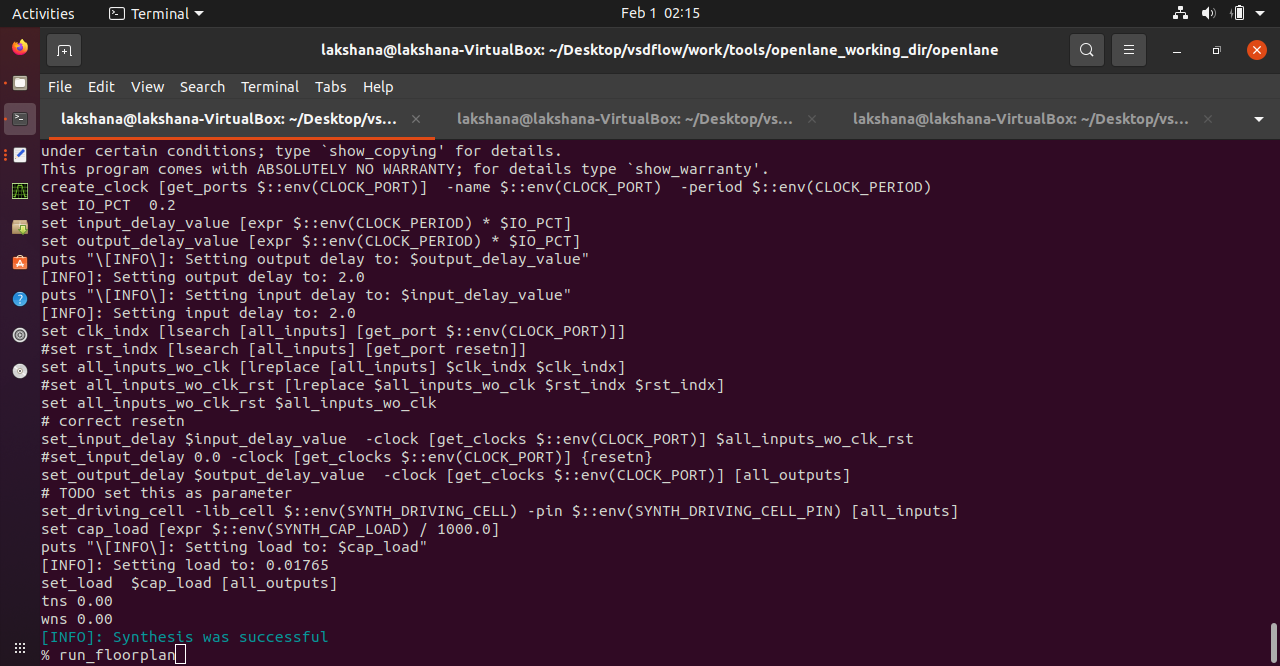 Activities
Terminal
Feb 1 02:15
lakshana@lakshana-VirtualBox: ~/Desktop/vsdflow/work/tools/openlane_working_dir/openlane
File Edit View Search Terminal Tabs Help
lakshana@lakshana-VirtualBox: ~/Desktop/vs...
lakshana@lakshana-VirtualBox: ~/Desktop/vs...
lakshana@lakshana-VirtualBox: ~/Desktop/vs...
under certain conditions; type `show_copying' for details.
This program comes with ABSOLUTELY NO WARRANTY; for details type `show_warranty'.
create_clock [get_ports $::env(CLOCK_PORT)]  -name $::env(CLOCK_PORT)  -period $::env(CLOCK_PERIOD)
set IO_PCT  0.2
set input_delay_value [expr $::env(CLOCK_PERIOD) * $IO_PCT]
set output_delay_value [expr $::env(CLOCK_PERIOD) * $IO_PCT]
puts "\[INFO\]: Setting output delay to: $output_delay_value"
[INFO]: Setting output delay to: 2.0
puts "\[INFO\]: Setting input delay to: $input_delay_value"
[INFO]: Setting input delay to: 2.0
set clk_indx [lsearch [all_inputs] [get_port $::env(CLOCK_PORT)]]
#set rst_indx [lsearch [all_inputs] [get_port resetn]]
set all_inputs_wo_clk [lreplace [all_inputs] $clk_indx $clk_indx]
#set all_inputs_wo_clk_rst [lreplace $all_inputs_wo_clk $rst_indx $rst_indx]
set all_inputs_wo_clk_rst $all_inputs_wo_clk
# correct resetn
set_input_delay $input_delay_value  -clock [get_clocks $::env(CLOCK_PORT)] $all_inputs_wo_clk_rst
#set_input_delay 0.0 -clock [get_clocks $::env(CLOCK_PORT)] {resetn}
set_output_delay $output_delay_value  -clock [get_clocks $::env(CLOCK_PORT)] [all_outputs]
# TODO set this as parameter
set_driving_cell -lib_cell $::env(SYNTH_DRIVING_CELL) -pin $::env(SYNTH_DRIVING_CELL_PIN) [all_inputs]
set cap_load [expr $::env(SYNTH_CAP_LOAD) / 1000.0]
puts "\[INFO\]: Setting load to: $cap_load"
[INFO]: Setting load to: 0.01765
set_load  $cap_load [all_outputs]
tns 0.00
wns 0.00
[INFO]: Synthesis was successful
% run_floorplan